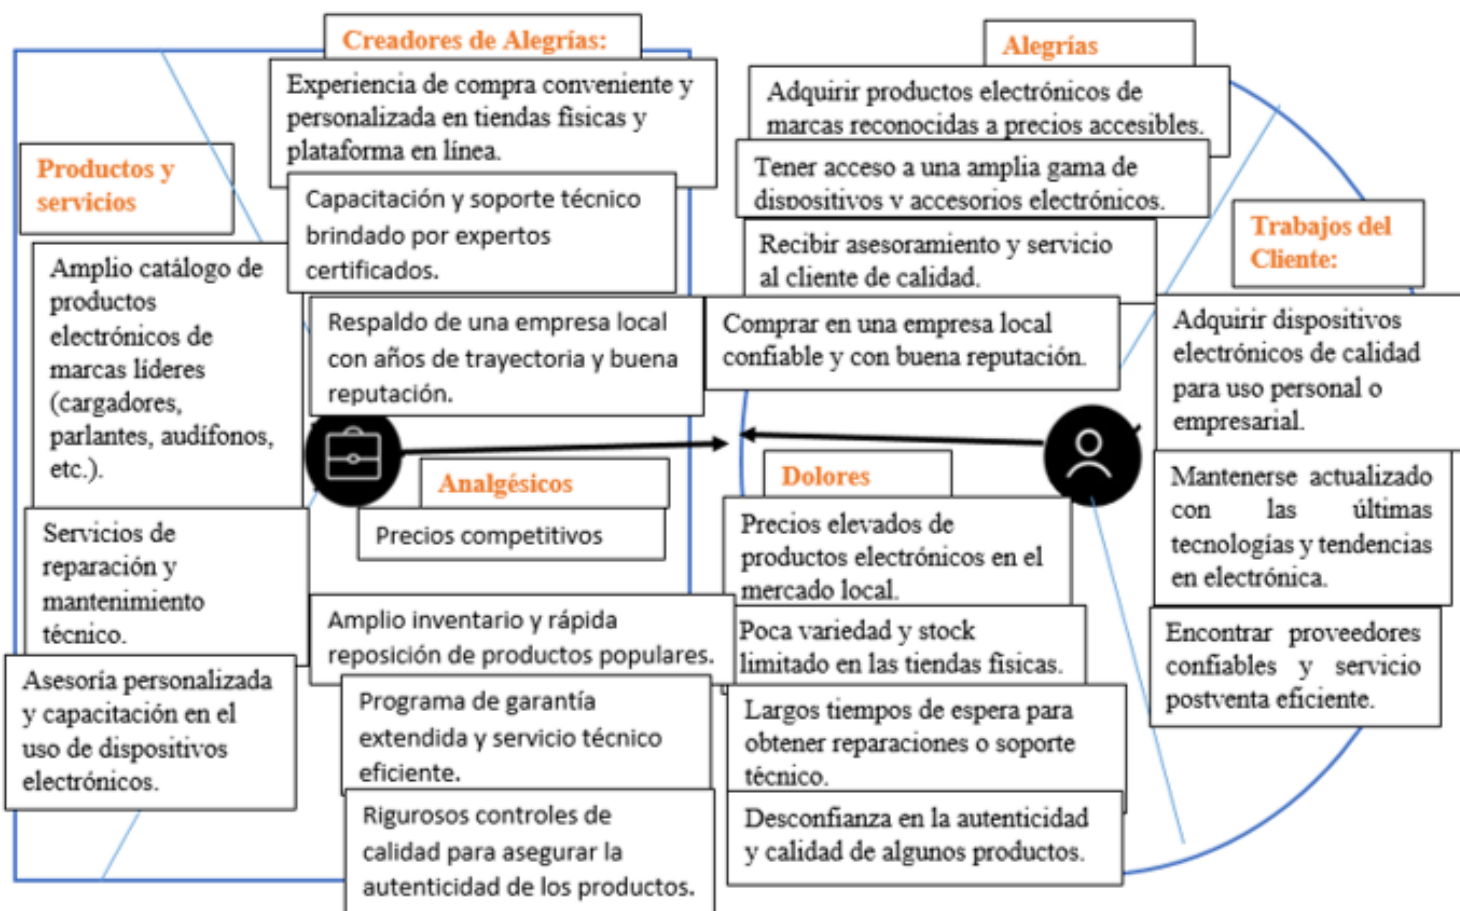 Creadores de Alegrías:
Experiencia de compra conveniente y
personalizada en tiendas físicas y
plataforma en línea.
Capacitación y soporte técnico
brindado por expertos
certificados.
Respaldo de una empresa local
con años de trayectoria y buena
reputación.
Productos y
servicios
Amplio catálogo de
productos
electrónicos de
marcas líderes
(cargadores,
parlantes, audífonos,
etc.).
Servicios de
reparación y
mantenimiento
técnico.
Asesoría personalizada
y capacitación en el
uso de dispositivos
electrónicos.
Analgésicos
Precios competitivos
Amplio inventario y rápida
reposición de productos populares.
Programa de garantía
extendida y servicio técnico
eficiente.
Rigurosos controles de
calidad para asegurar la
autenticidad de los productos.
Alegrías
Adquirir productos electrónicos de
marcas reconocidas a precios accesibles.
Tener acceso a una amplia gama de
dispositivos y accesorios electrónicos.
Recibir asesoramiento y servicio
al cliente de calidad.
Comprar en una empresa local
confiable y con buena reputación.
Dolores
Precios elevados de
productos electrónicos en el
mercado local.
Poca variedad y stock
limitado en las tiendas físicas.
Largos tiempos de espera para
obtener reparaciones o soporte
técnico.
Desconfianza en la autenticidad
y calidad de algunos productos.
Trabajos del
Cliente:
Adquirir dispositivos
electrónicos de calidad
para uso personal o
empresarial.
Mantenerse actualizado
con las últimas
tecnologías y tendencias
en electrónica.
Encontrar proveedores
confiables y servicio
postventa eficiente.